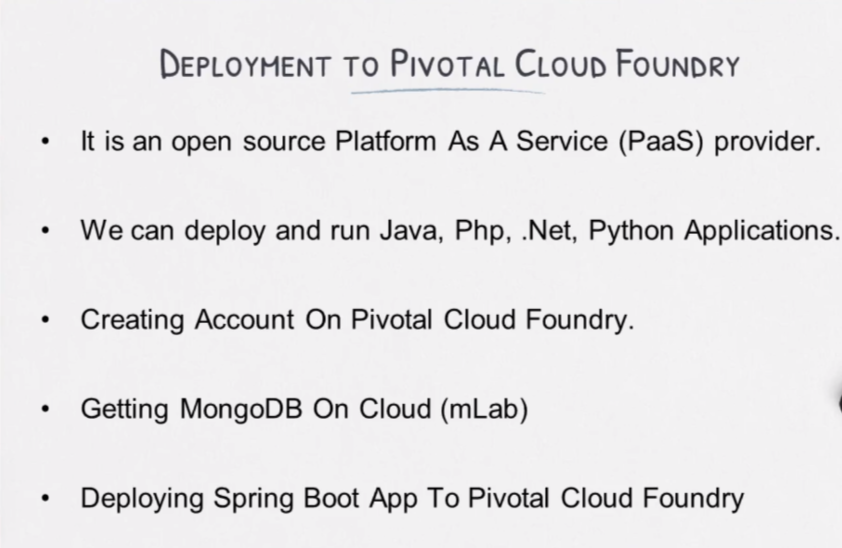 DEPLOYMENT TO PIVOTAL CLOUD FOUNDRY
• It is an open source Platform As A Service (PaaS) provider.
• We can deploy and run Java, Php, .Net, Python Applications.
• Creating Account On Pivotal Cloud Foundry.
• Getting MongoDB On Cloud (mLab)
• Deploying Spring Boot App To Pivotal Cloud Foundry